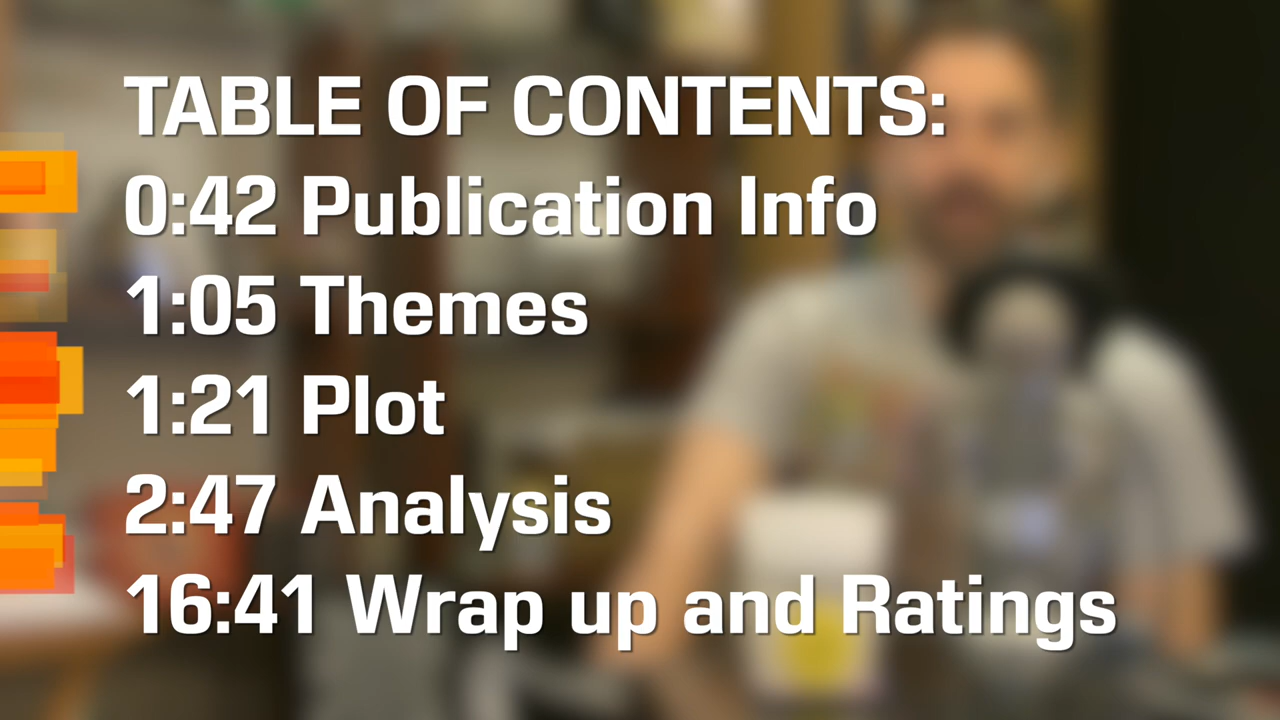 TABLE OF CONTENTS:
0:42 Publication Info
1:05 Themes
1:21 Plot
2:47 Analysis
16:41 Wrap up and Ratings